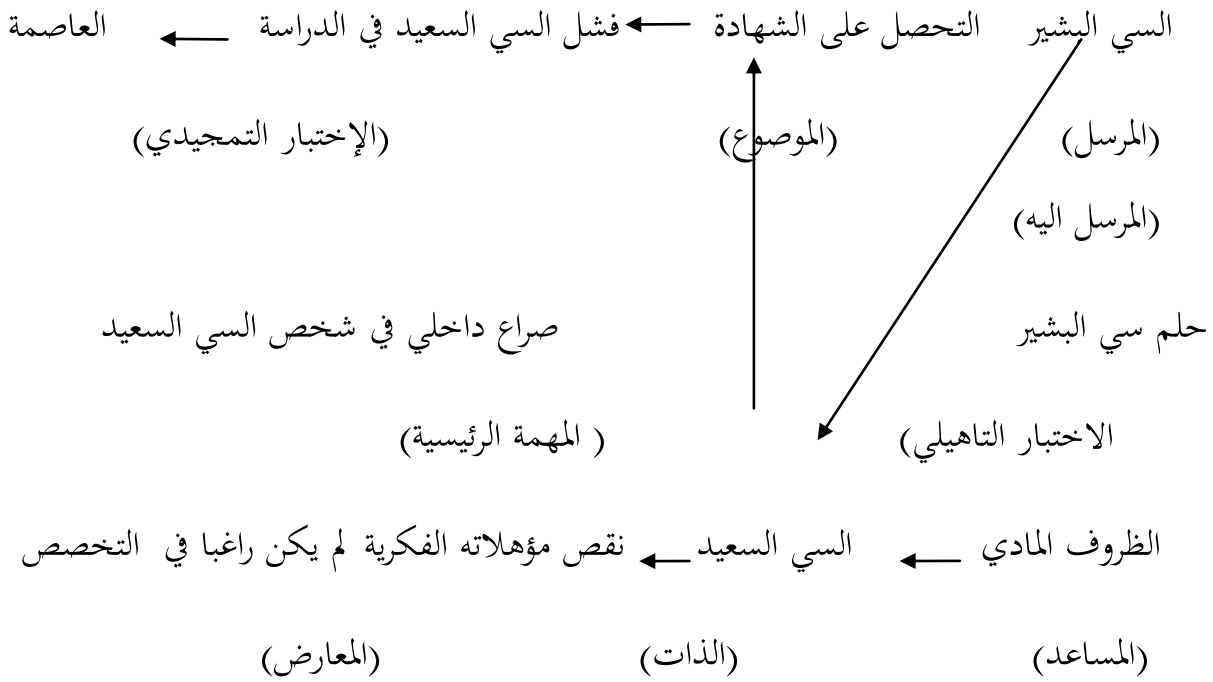 السي البشير التحصل على الشهادة فشل السي السعيد في الدراسة العاصمة
(المرسل) (الموضوع) (الإختبار التمجيدي)
(المرسل اليه)
حلم سي البشير صراع داخلي في شخص السي السعيد
الاختبار التاهيلي) ( المهمة الرئيسية)
الظروف المادي السي السعيد نقص مؤهلاته الفكرية لم يكن راغبا في التخصص
(المساعد) (الذات) (المعارض)